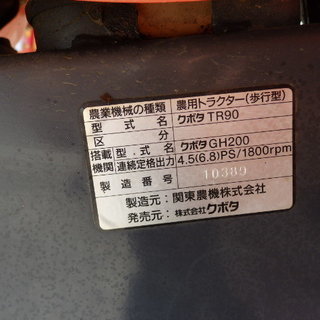 農業機械の種類 農用トラクター(歩行型)
型式名 クボタTR90
区分
搭載機関 型式名 クボタGH200
連続定格出力 4.5(6.8)PS/1800rpm
製造番号 10389
製造元:関東農機株式会社
発売元:株式会社クボタ